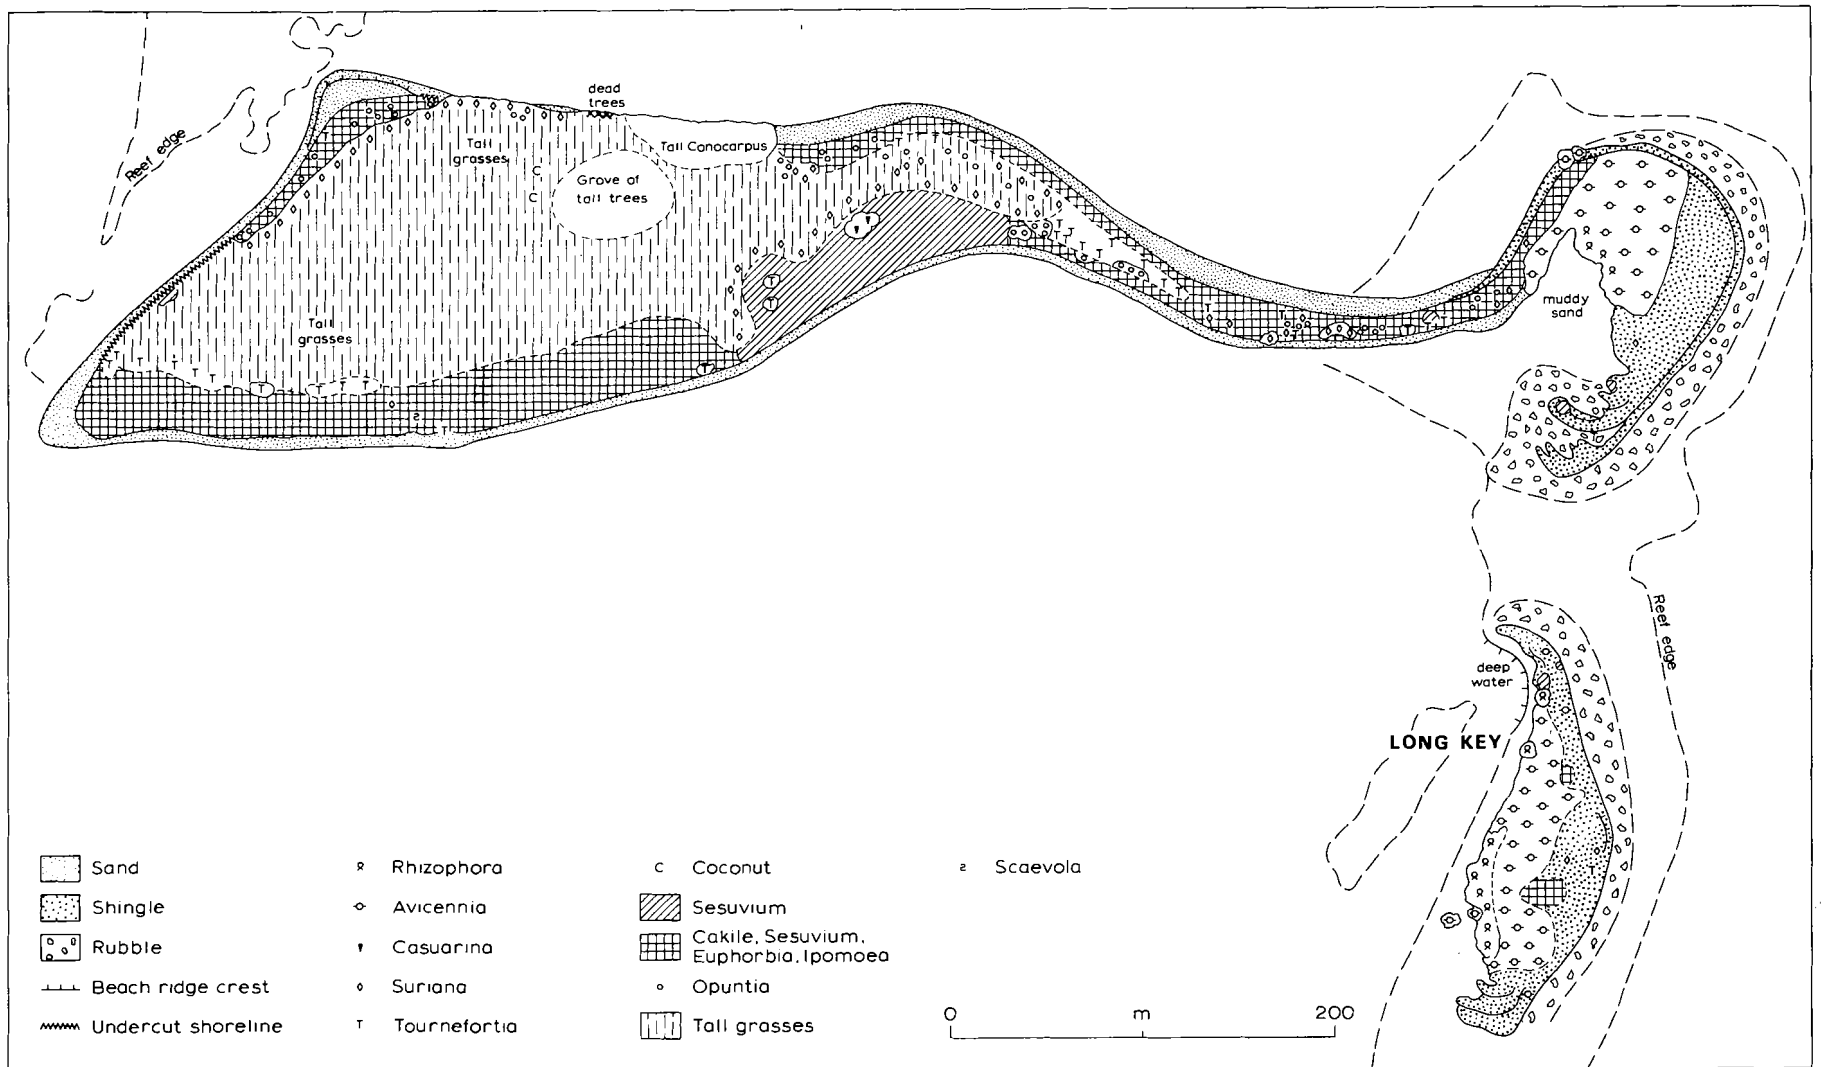 dead
trees
Reef edge
Tall
grasses
Tall Conocarpus
C
C
Grove of
tall trees
Tall
grasses
muddy
sand
Reef edge
deep
water
LONG KEY
Sand
Shingle
Rubble
Beach ridge crest
Undercut shoreline
Rhizophora
Avicennia
Casuarina
Suriana
T Tournefortia
C Coconut
Sesuvium
Cakile, Sesuvium,
Euphorbia, Ipomoea
Opuntia
Tall grasses
Scaevola
0 m 200